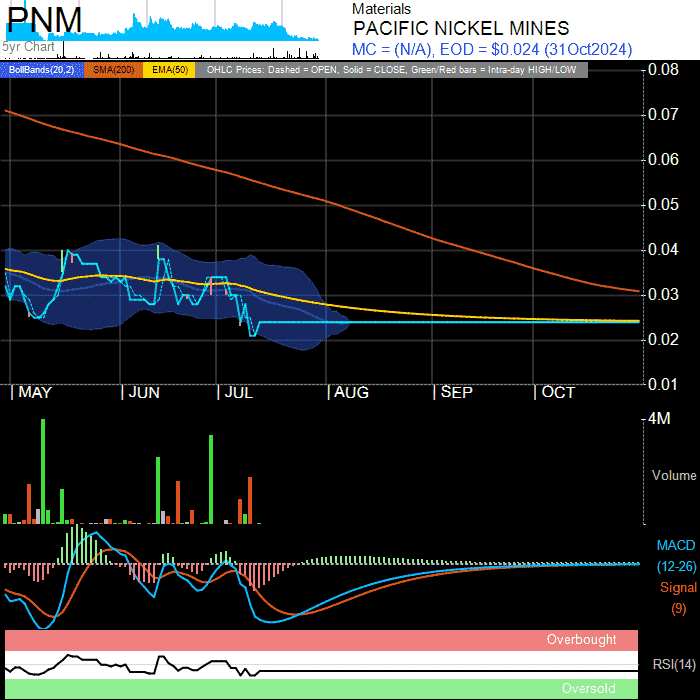 PNM
5yr Chart
Materials
PACIFIC NICKEL MINES
MC = (N/A), EOD = $0.024 (31Oct2024)
BollBands(20,2) SMA(200) EMA(50) OHLC Prices: Dashed = OPEN, Solid = CLOSE, Green/Red bars = Intra-day HIGH/LOW
0.08
0.07
0.06
0.05
0.04
0.03
0.02
0.01
MAY JUN JUL AUG SEP OCT
4M
Volume
MACD
(12-26)
Signal
(9)
Overbought
RSI(14)
Oversold